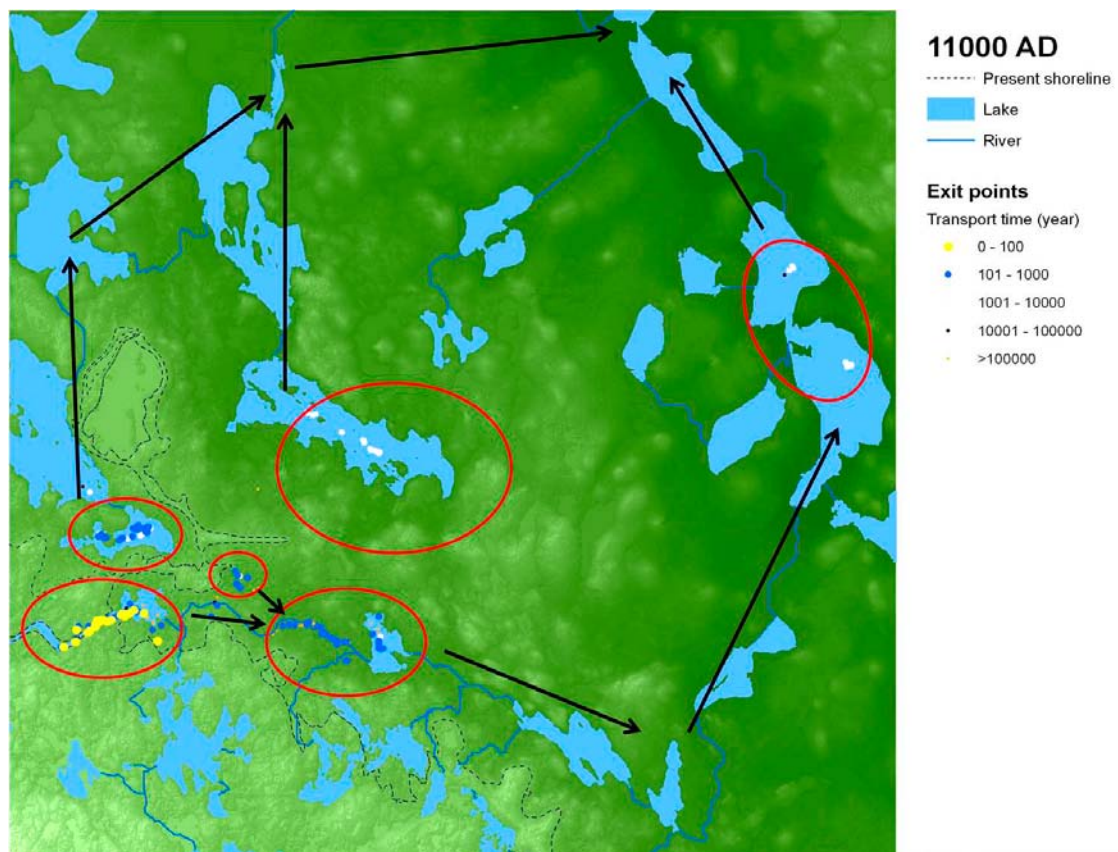 11000 AD
Present shoreline
Lake
River
Exit points
Transport time (year)
0 - 100
101 - 1000
1001 - 10000
10001 - 100000
>100000